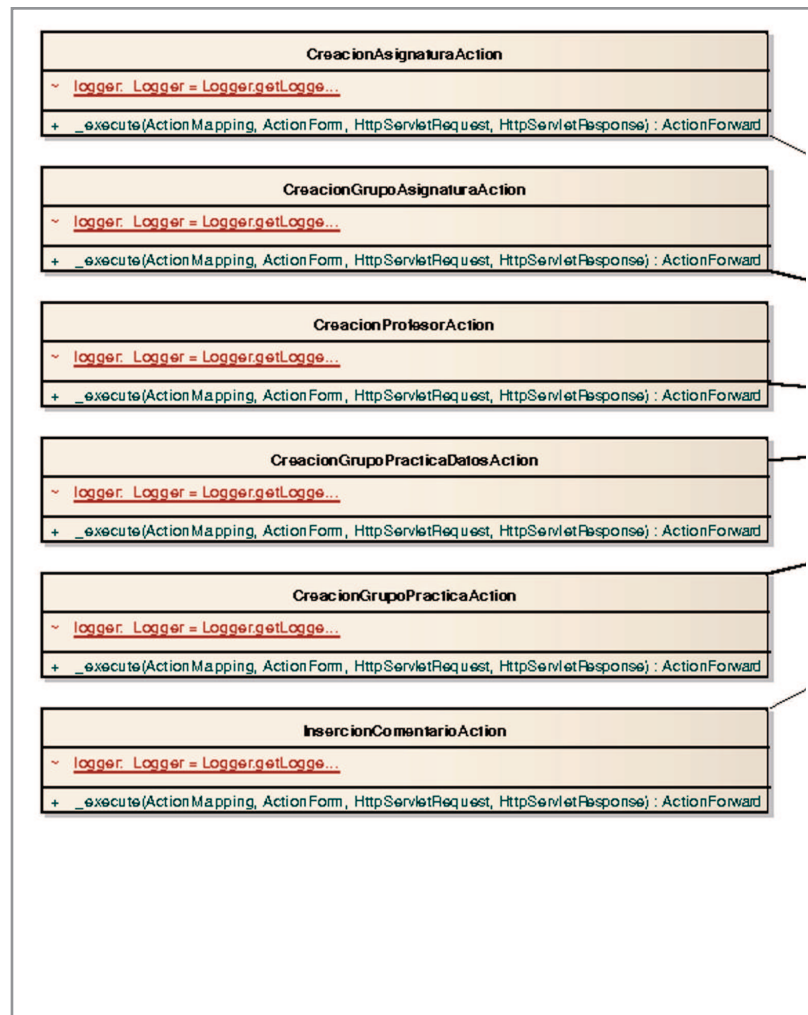 CreacionAsignaturaAction
~ logger: Logger = Logger.getLogge...
+ _execute(ActionMapping, ActionForm, HttpServletRequest, HttpServletResponse) : ActionForward
CreacionGrupoAsignaturaAction
~ logger: Logger = Logger.getLogge...
+ _execute(ActionMapping, ActionForm, HttpServletRequest, HttpServletResponse) : ActionForward
CreacionProfesorAction
~ logger: Logger = Logger.getLogge...
+ _execute(ActionMapping, ActionForm, HttpServletRequest, HttpServletResponse) : ActionForward
CreacionGrupoPracticaDatosAction
~ logger: Logger = Logger.getLogge...
+ _execute(ActionMapping, ActionForm, HttpServletRequest, HttpServletResponse) : ActionForward
CreacionGrupoPracticaAction
~ logger: Logger = Logger.getLogge...
+ _execute(ActionMapping, ActionForm, HttpServletRequest, HttpServletResponse) : ActionForward
InsercionComentarioAction
~ logger: Logger = Logger.getLogge...
+ _execute(ActionMapping, ActionForm, HttpServletRequest, HttpServletResponse) : ActionForward